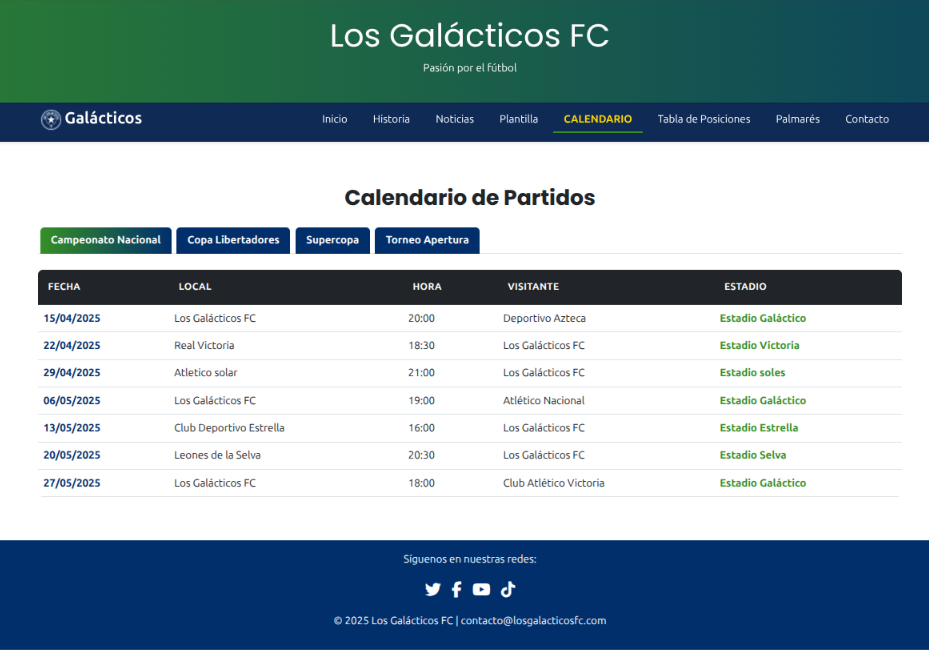 Los Galácticos FC
Pasión por el fútbol
Galácticos Inicio Historia Noticias Plantilla CALENDARIO Tabla de Posiciones Palmarés Contacto
Calendario de Partidos
Campeonato Nacional Copa Libertadores Supercopa Torneo Apertura
FECHA LOCAL HORA VISITANTE ESTADIO
15/04/2025 Los Galácticos FC 20:00 Deportivo Azteca Estadio Galáctico
22/04/2025 Real Victoria 18:30 Los Galácticos FC Estadio Victoria
29/04/2025 Atletico solar 21:00 Los Galácticos FC Estadio soles
06/05/2025 Los Galácticos FC 19:00 Atlético Nacional Estadio Galáctico
13/05/2025 Club Deportivo Estrella 16:00 Los Galácticos FC Estadio Estrella
20/05/2025 Leones de la Selva 20:30 Los Galácticos FC Estadio Selva
27/05/2025 Los Galácticos FC 18:00 Club Atlético Victoria Estadio Galáctico
Síguenos en nuestras redes:
© 2025 Los Galácticos FC | contacto@losgalacticosfc.com